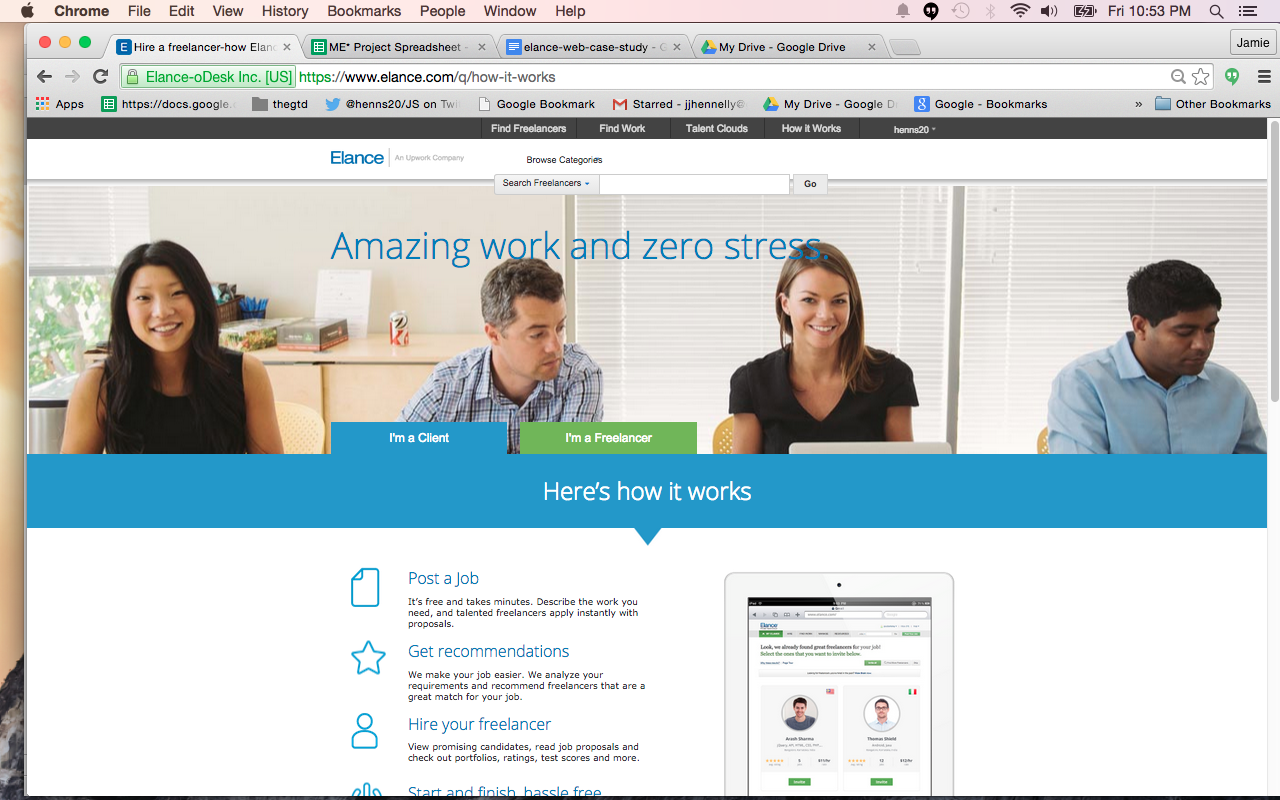 Chrome File Edit View History Bookmarks People Window Help Fri 10:53 PM
Hire a freelancer-how Elanc ME* Project Spreadsheet - elance-web-case-study - G My Drive - Google Drive Jamie
Elance-oDesk Inc. [US] https://www.elance.com/q/how-it-works
Apps https://docs.google. thegtd @henns20/JS on Twi Google Bookmark Starred - jjhennelly@ My Drive - Google Dr Google - Bookmarks » Other Bookmarks
Find Freelancers Find Work Talent Clouds How it Works henns20
Elance An Upwork Company Browse Categories
Search Freelancers Go
Amazing work and zero stress.
I'm a Client I'm a Freelancer
Here's how it works
Post a Job
It's free and takes minutes. Describe the work you
need, and talented freelancers apply instantly with
proposals.
Get recommendations
We make your job easier. We analyze your
requirements and recommend freelancers that are a
great match for your job.
Hire your freelancer
View promising candidates, read job proposals and
check out portfolios, ratings, test scores and more.
Start and finish, hassle free
Elance
Look, we already found great freelancers for your job!
Select the ones that you want to invite below.
Arash Sharma Thomas Shield
Invite Invite